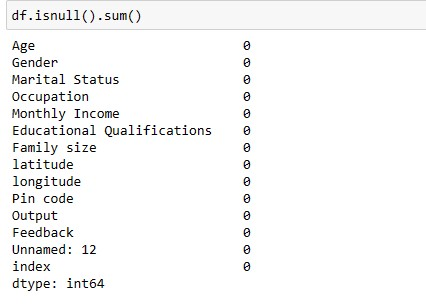 df.isnull().sum()
Age 0
Gender 0
Marital Status 0
Occupation 0
Monthly Income 0
Educational Qualifications 0
Family size 0
latitude 0
longitude 0
Pin code 0
Output 0
Feedback 0
Unnamed: 12 0
index 0
dtype: int64